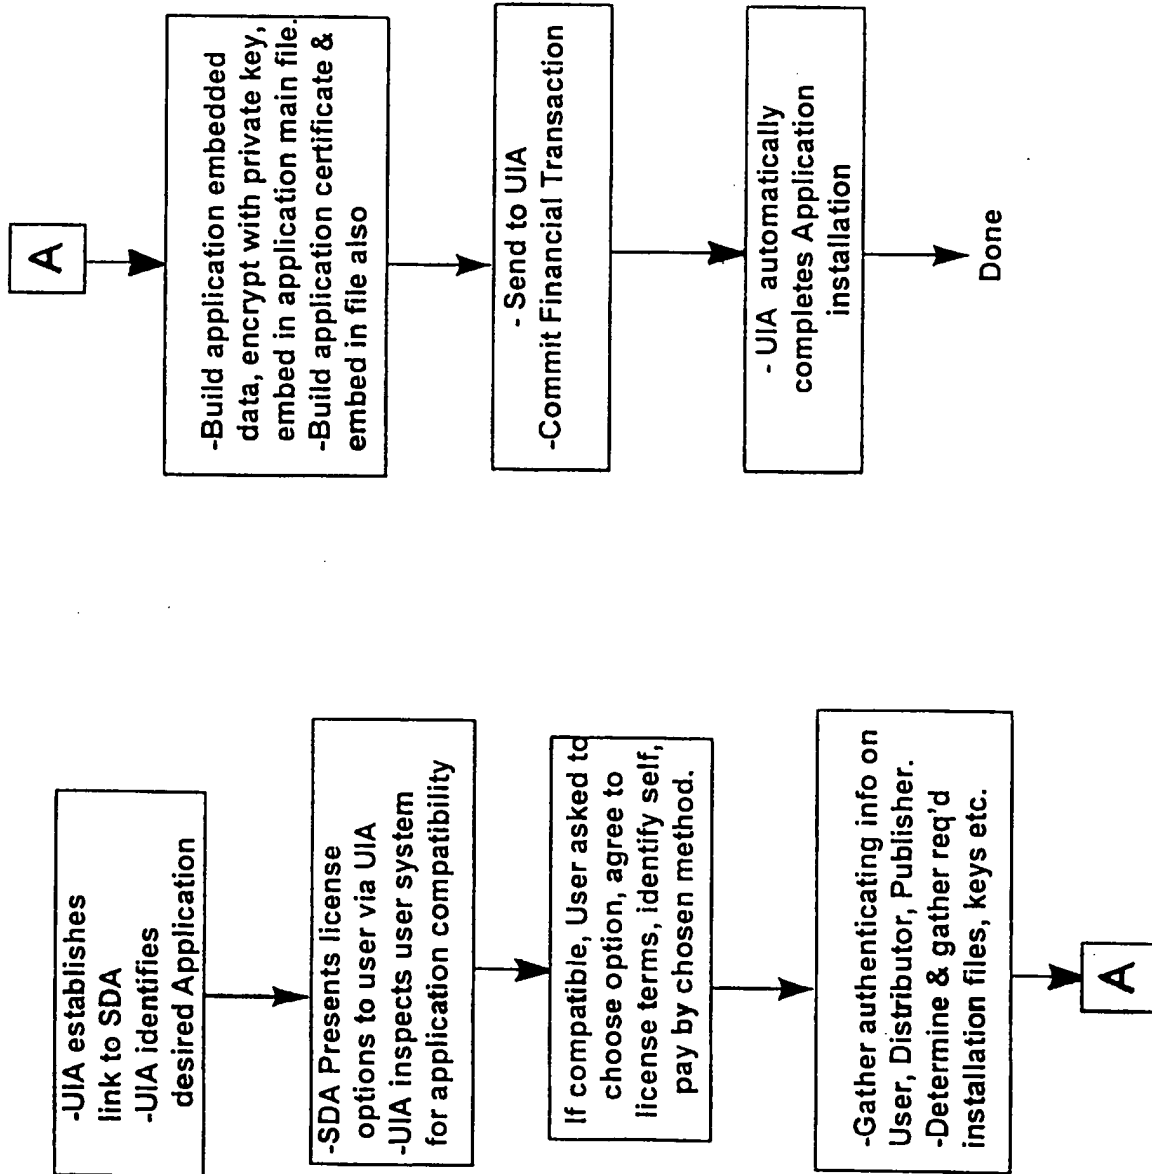 -UIA establishes
link to SDA
-UIA identifies
desired Application
-SDA Presents license
options to user via UIA
-UIA inspects user system
for application compatibility
If compatible, User asked to
choose option, agree to
license terms, identify self,
pay by chosen method.
-Gather authenticating info on
User, Distributor, Publisher.
-Determine & gather req'd
installation files, keys etc.
A
A
-Build application embedded
data, encrypt with private key,
embed in application main file.
-Build application certificate &
embed in file also
- Send to UIA
-Commit Financial Transaction
- UIA automatically
completes Application
installation
Done